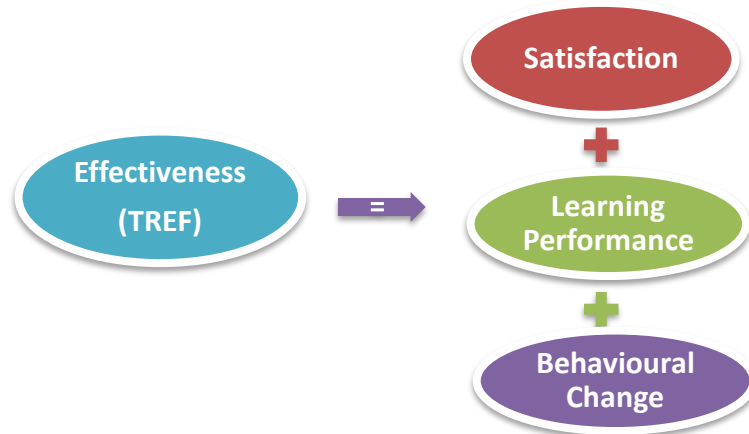 Effectiveness
(TREF)
=
Satisfaction
+
Learning
Performance
+
Behavioural
Change